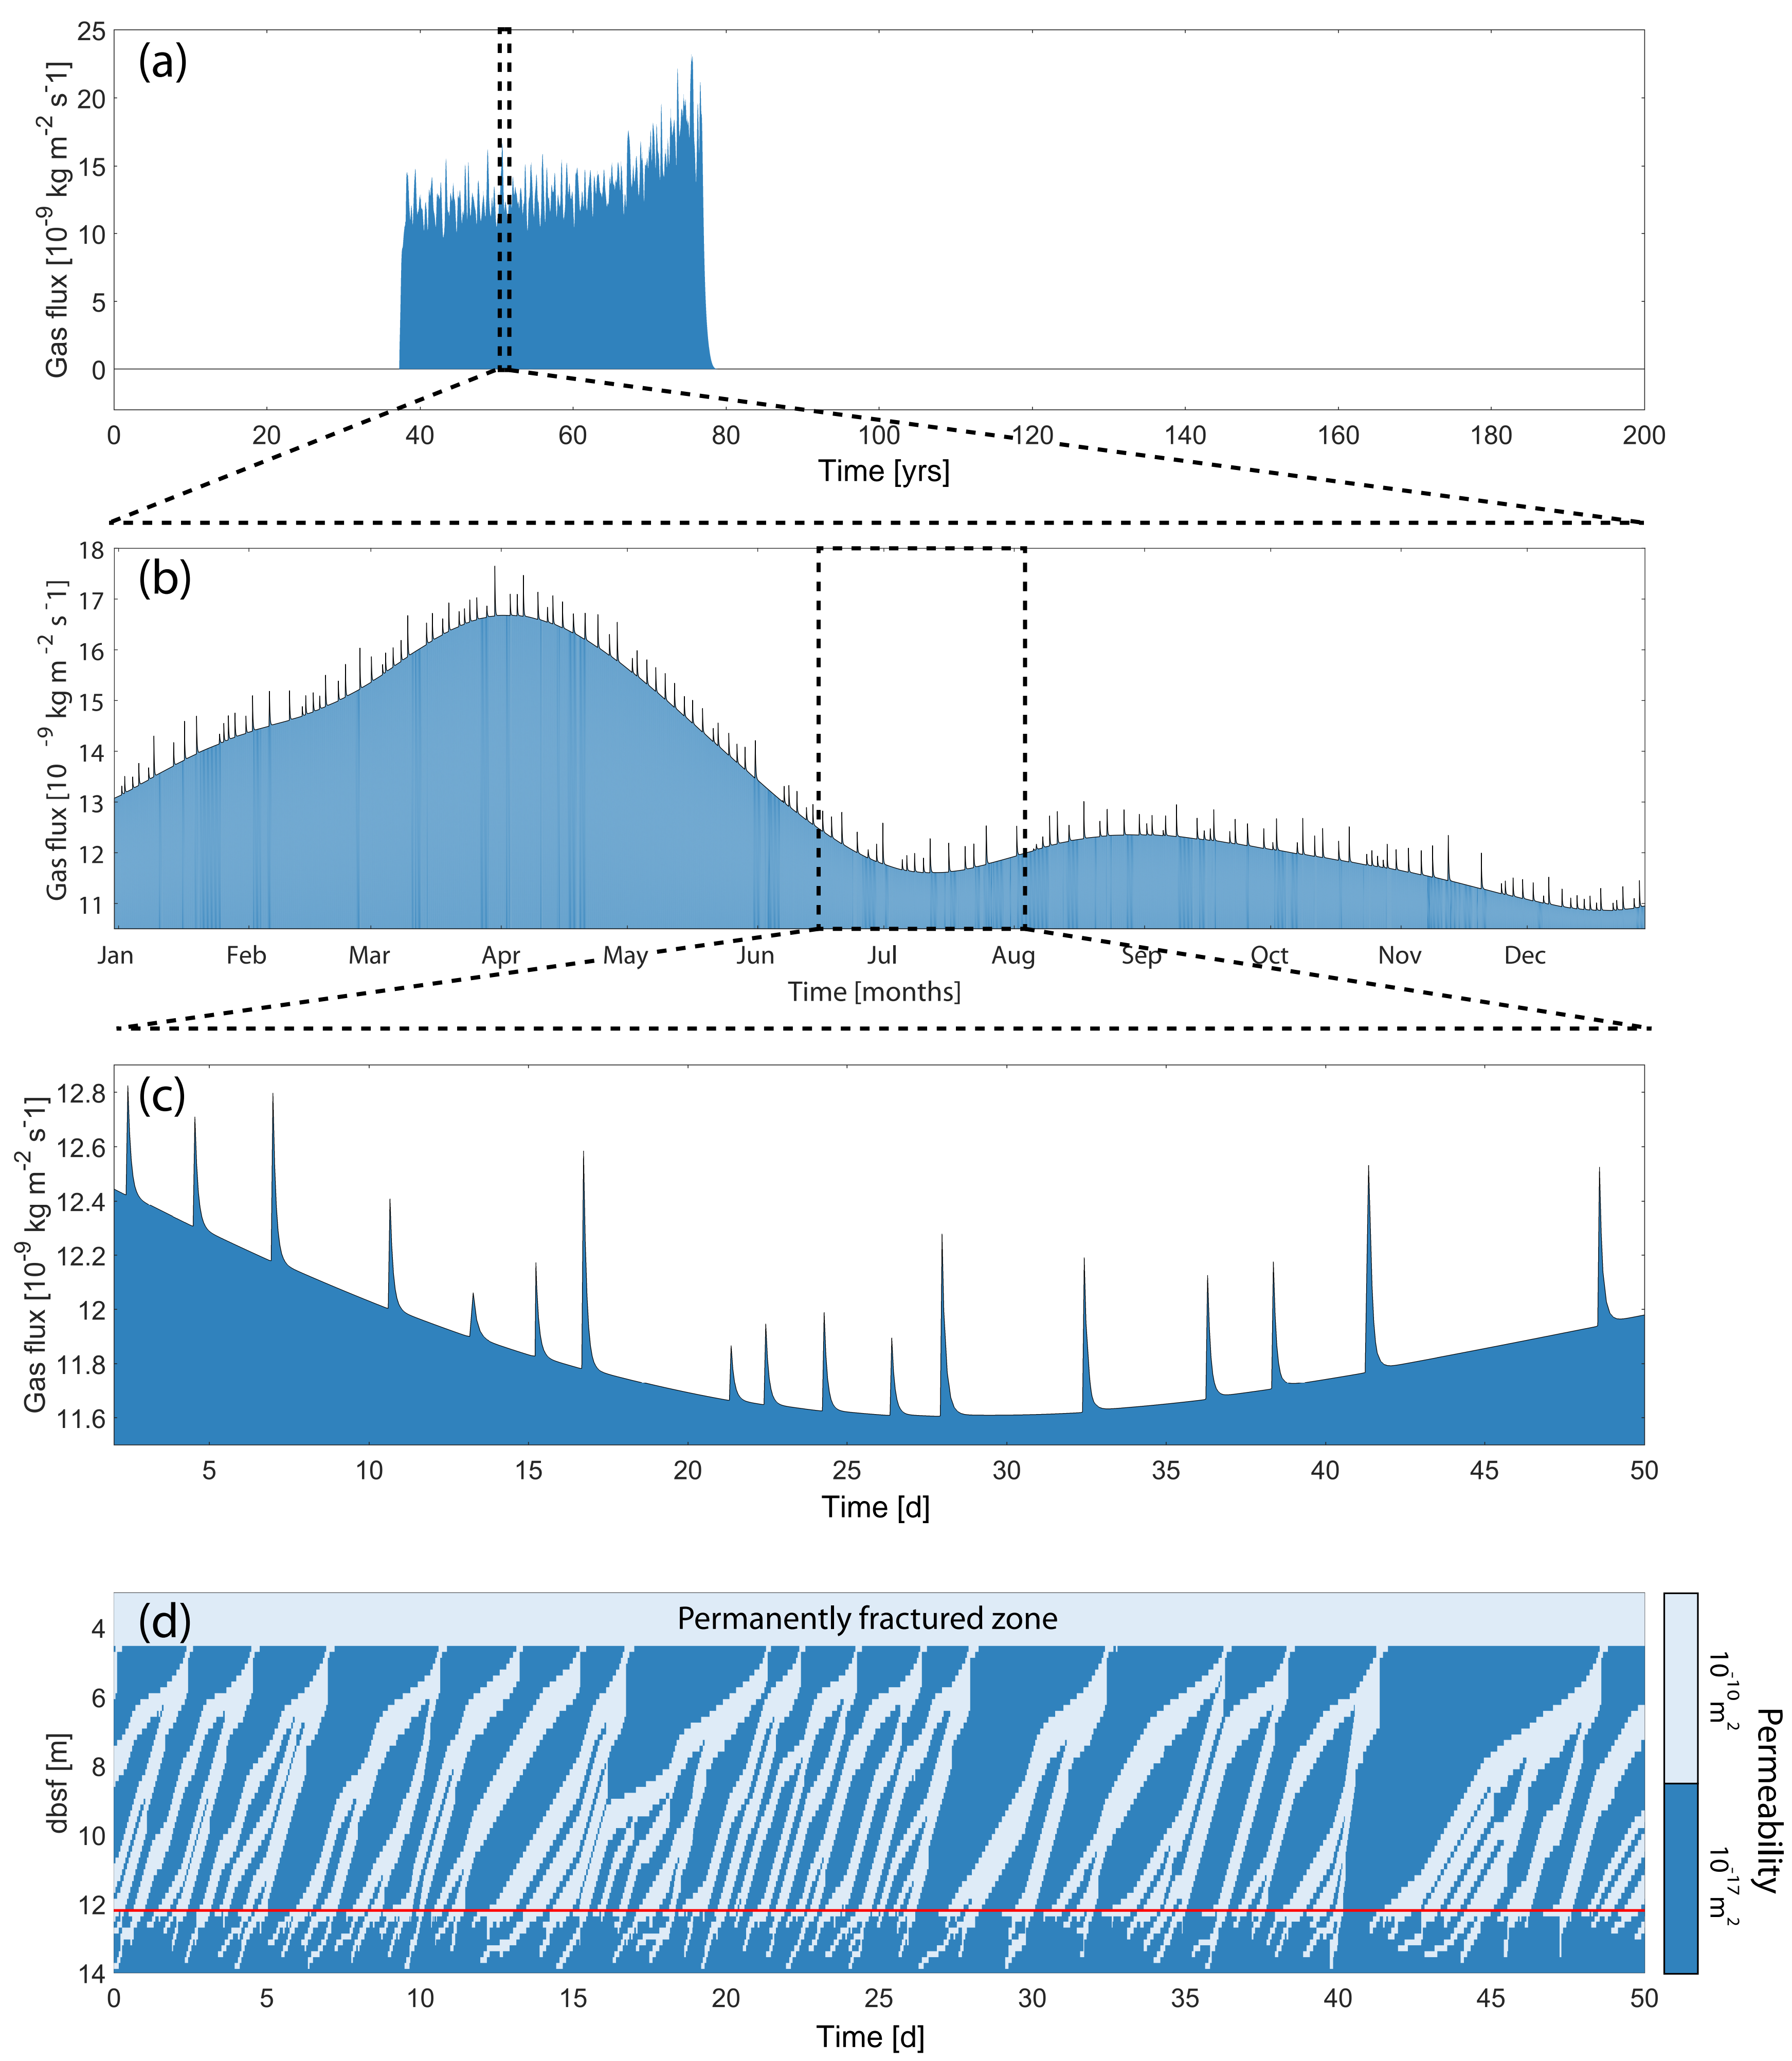 (a)
Gas flux [10-9 kg m-2 s-1]
25
20
15
10
5
0
0 20 40 60 80 100 120 140 160 180 200
Time [yrs]
(b)
Gas flux [10 -9 kg m-2 s-1]
18
17
16
15
14
13
12
11
Jan Feb Mar Apr May Jun Jul Aug Sep Oct Nov Dec
Time [months]
(c)
Gas flux [10-9 kg m-2 s-1]
12.8
12.6
12.4
12.2
12
11.8
11.6
5 10 15 20 25 30 35 40 45 50
Time [d]
(d)
Permanently fractured zone
dbsf [m]
4
6
8
10
12
14
0 5 10 15 20 25 30 35 40 45 50
Time [d]
10-10 m2
10-17 m2
Permeability